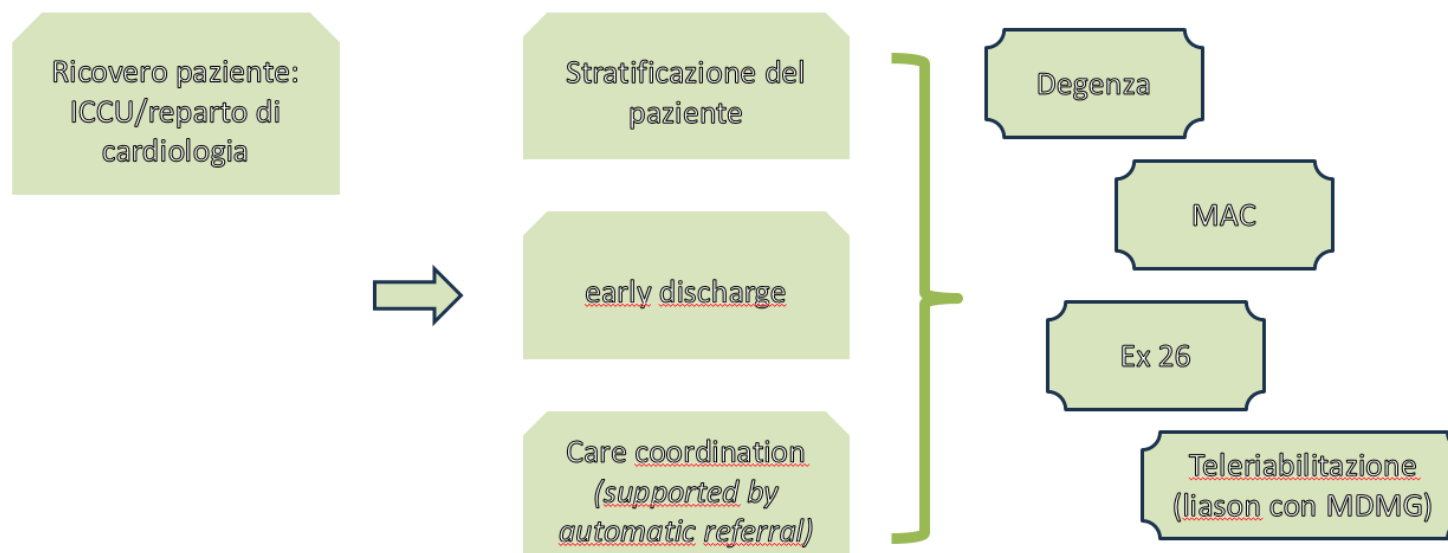 Ricovero paziente:
ICCU/reparto di
cardiologia
Stratificazione del
paziente
early discharge
Care coordination
(supported by
automatic referral)
Degenza
MAC
Ex 26
Teleriabilitazione
(liason con MDMG)